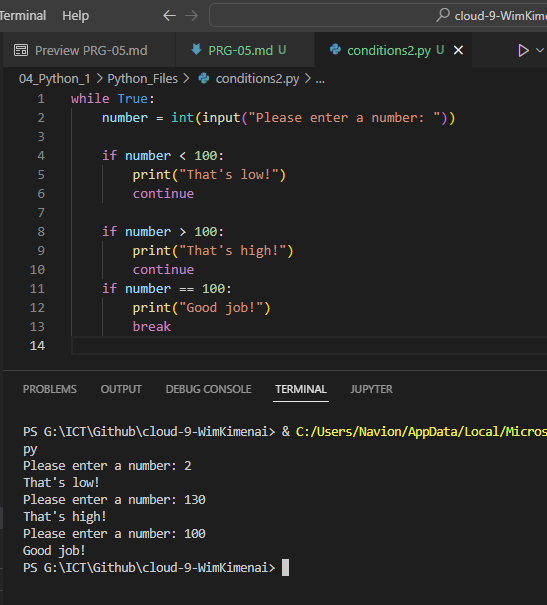 Terminal Help cloud-9-WimKimenai
Preview PRG-05.md PRG-05.md U conditions2.py U
04_Python_1 > Python_Files > conditions2.py > ...
1 while True:
2     number = int(input("Please enter a number: "))
3
4     if number < 100:
5         print("That's low!")
6         continue
7
8     if number > 100:
9         print("That's high!")
10         continue
11     if number == 100:
12         print("Good job!")
13         break
14
PROBLEMS OUTPUT DEBUG CONSOLE TERMINAL JUPYTER
PS G:\ICT\Github\cloud-9-WimKimenai> & C:/Users/Navion/AppData/Local/Micros
py
Please enter a number: 2
That's low!
Please enter a number: 130
That's high!
Please enter a number: 100
Good job!
PS G:\ICT\Github\cloud-9-WimKimenai>